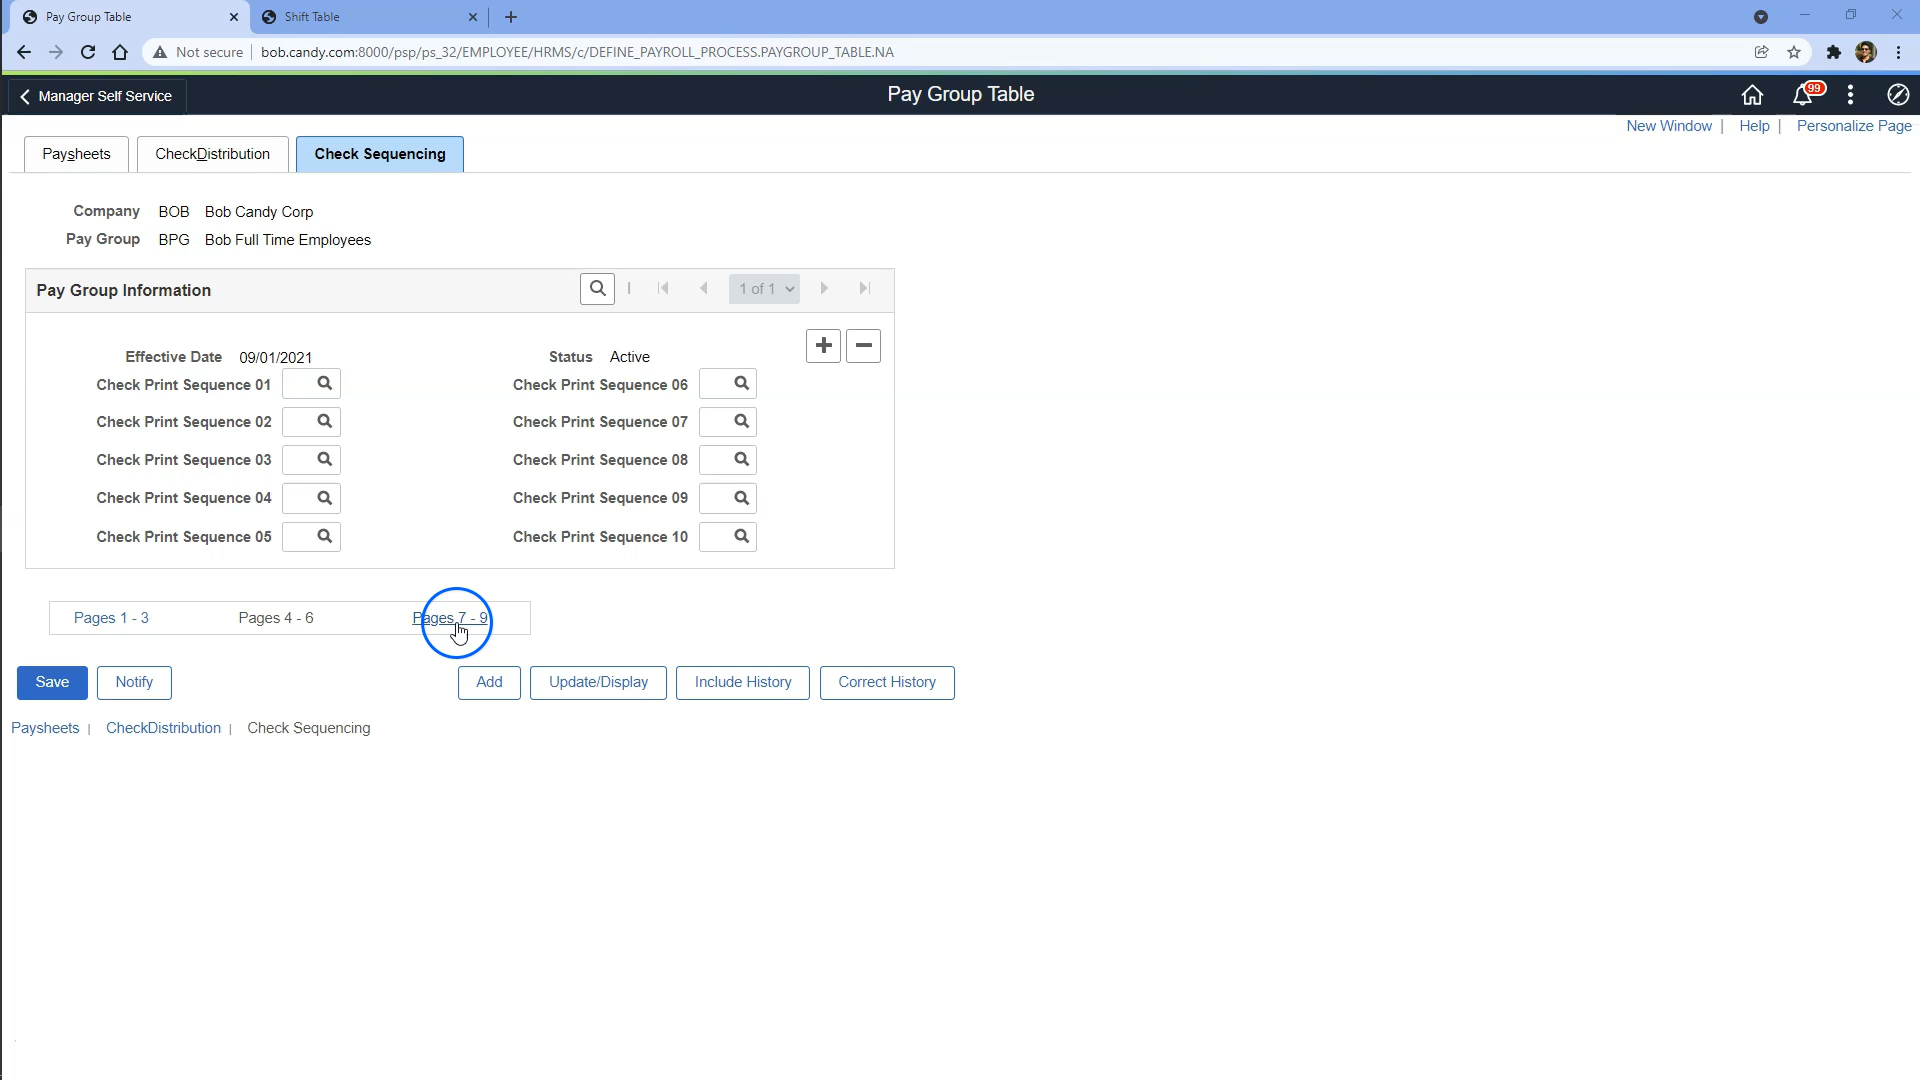 Pay Group Table
Shift Table
Not secure bob.candy.com:8000/psp/ps_32/EMPLOYEE/HRMS/c/DEFINE_PAYROLL_PROCESS.PAYGROUP_TABLE.NA
Manager Self Service
Pay Group Table
99
New Window | Help | Personalize Page
Paysheets
CheckDistribution
Check Sequencing
Company BOB Bob Candy Corp
Pay Group BPG Bob Full Time Employees
Pay Group Information
1 of 1
Effective Date 09/01/2021
Status Active
Check Print Sequence 01
Check Print Sequence 06
Check Print Sequence 02
Check Print Sequence 07
Check Print Sequence 03
Check Print Sequence 08
Check Print Sequence 04
Check Print Sequence 09
Check Print Sequence 05
Check Print Sequence 10
Pages 1 - 3
Pages 4 - 6
Pages 7 - 9
Save
Notify
Add
Update/Display
Include History
Correct History
Paysheets | CheckDistribution | Check Sequencing